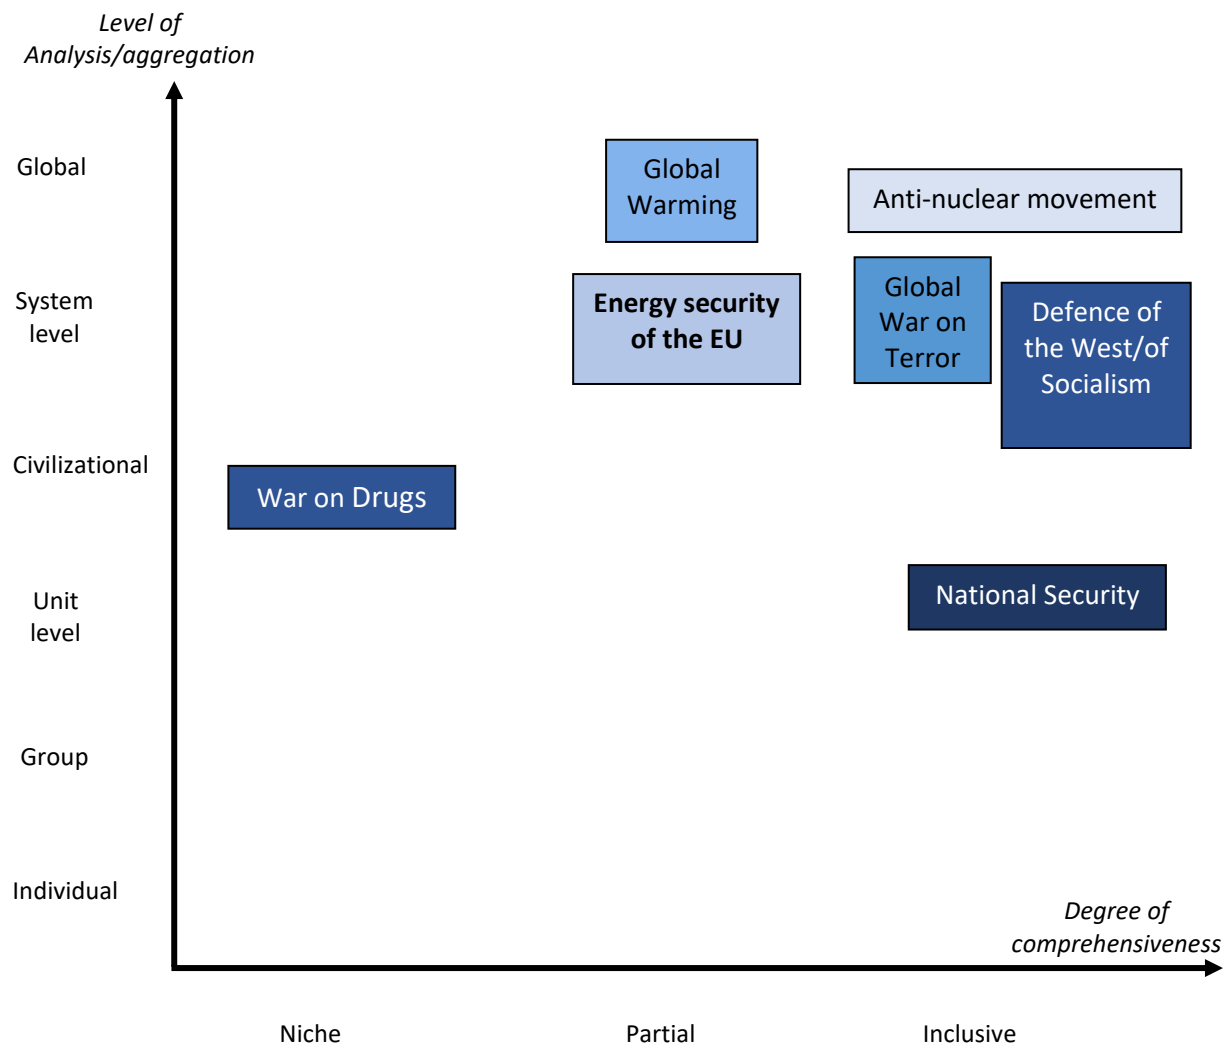 Level of
Analysis/aggregation
Global
Global
Warming
Anti-nuclear movement
System
level
Energy security
of the EU
Global
War on
Terror
Defence of
the West/of
Socialism
Civilizational
War on Drugs
Unit
level
National Security
Group
Individual
Degree of
comprehensiveness
Niche
Partial
Inclusive